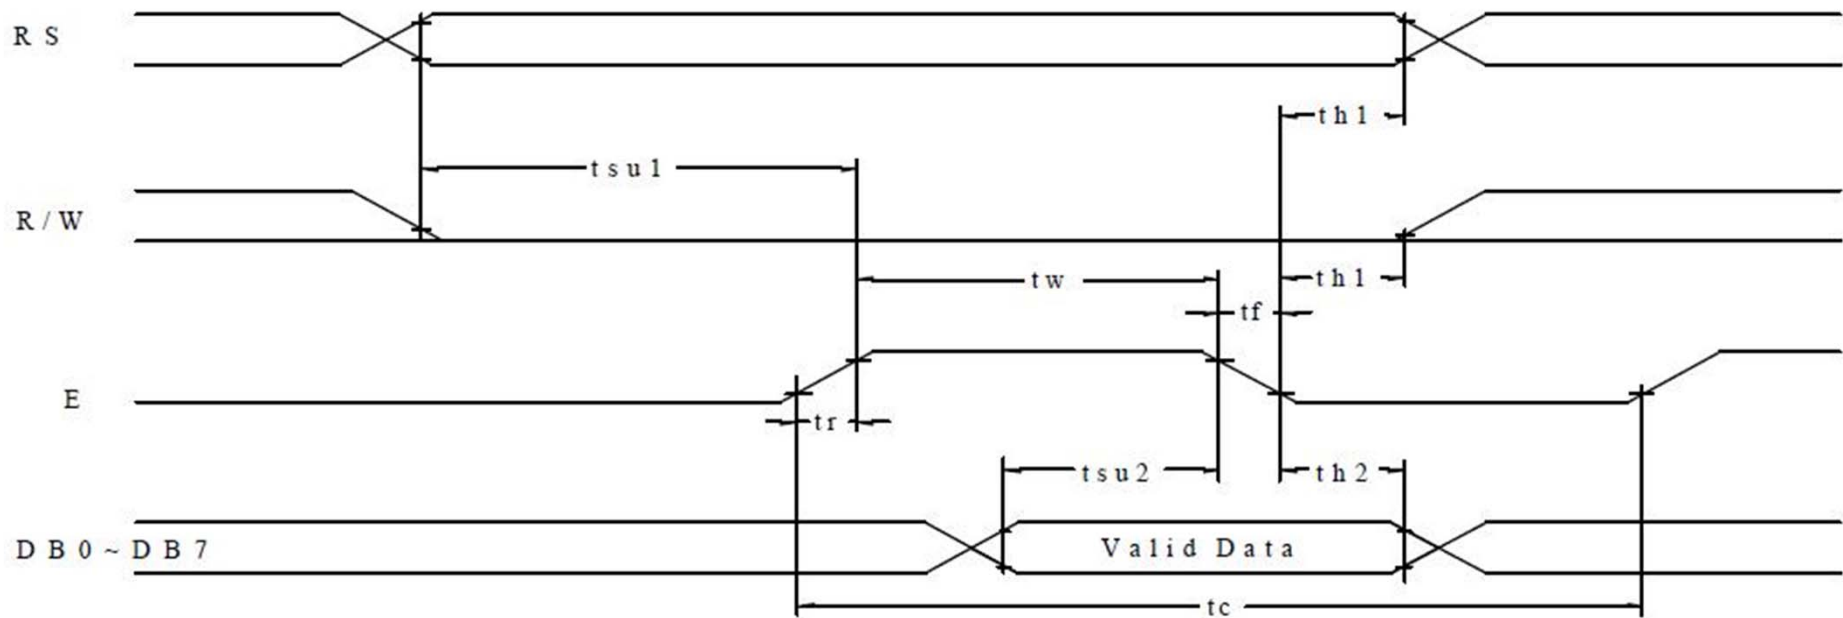 RS
th1
tsu1
R/W
tw
th1
tf
E
tr
tsu2
th2
DB0~DB7
Valid Data
tc